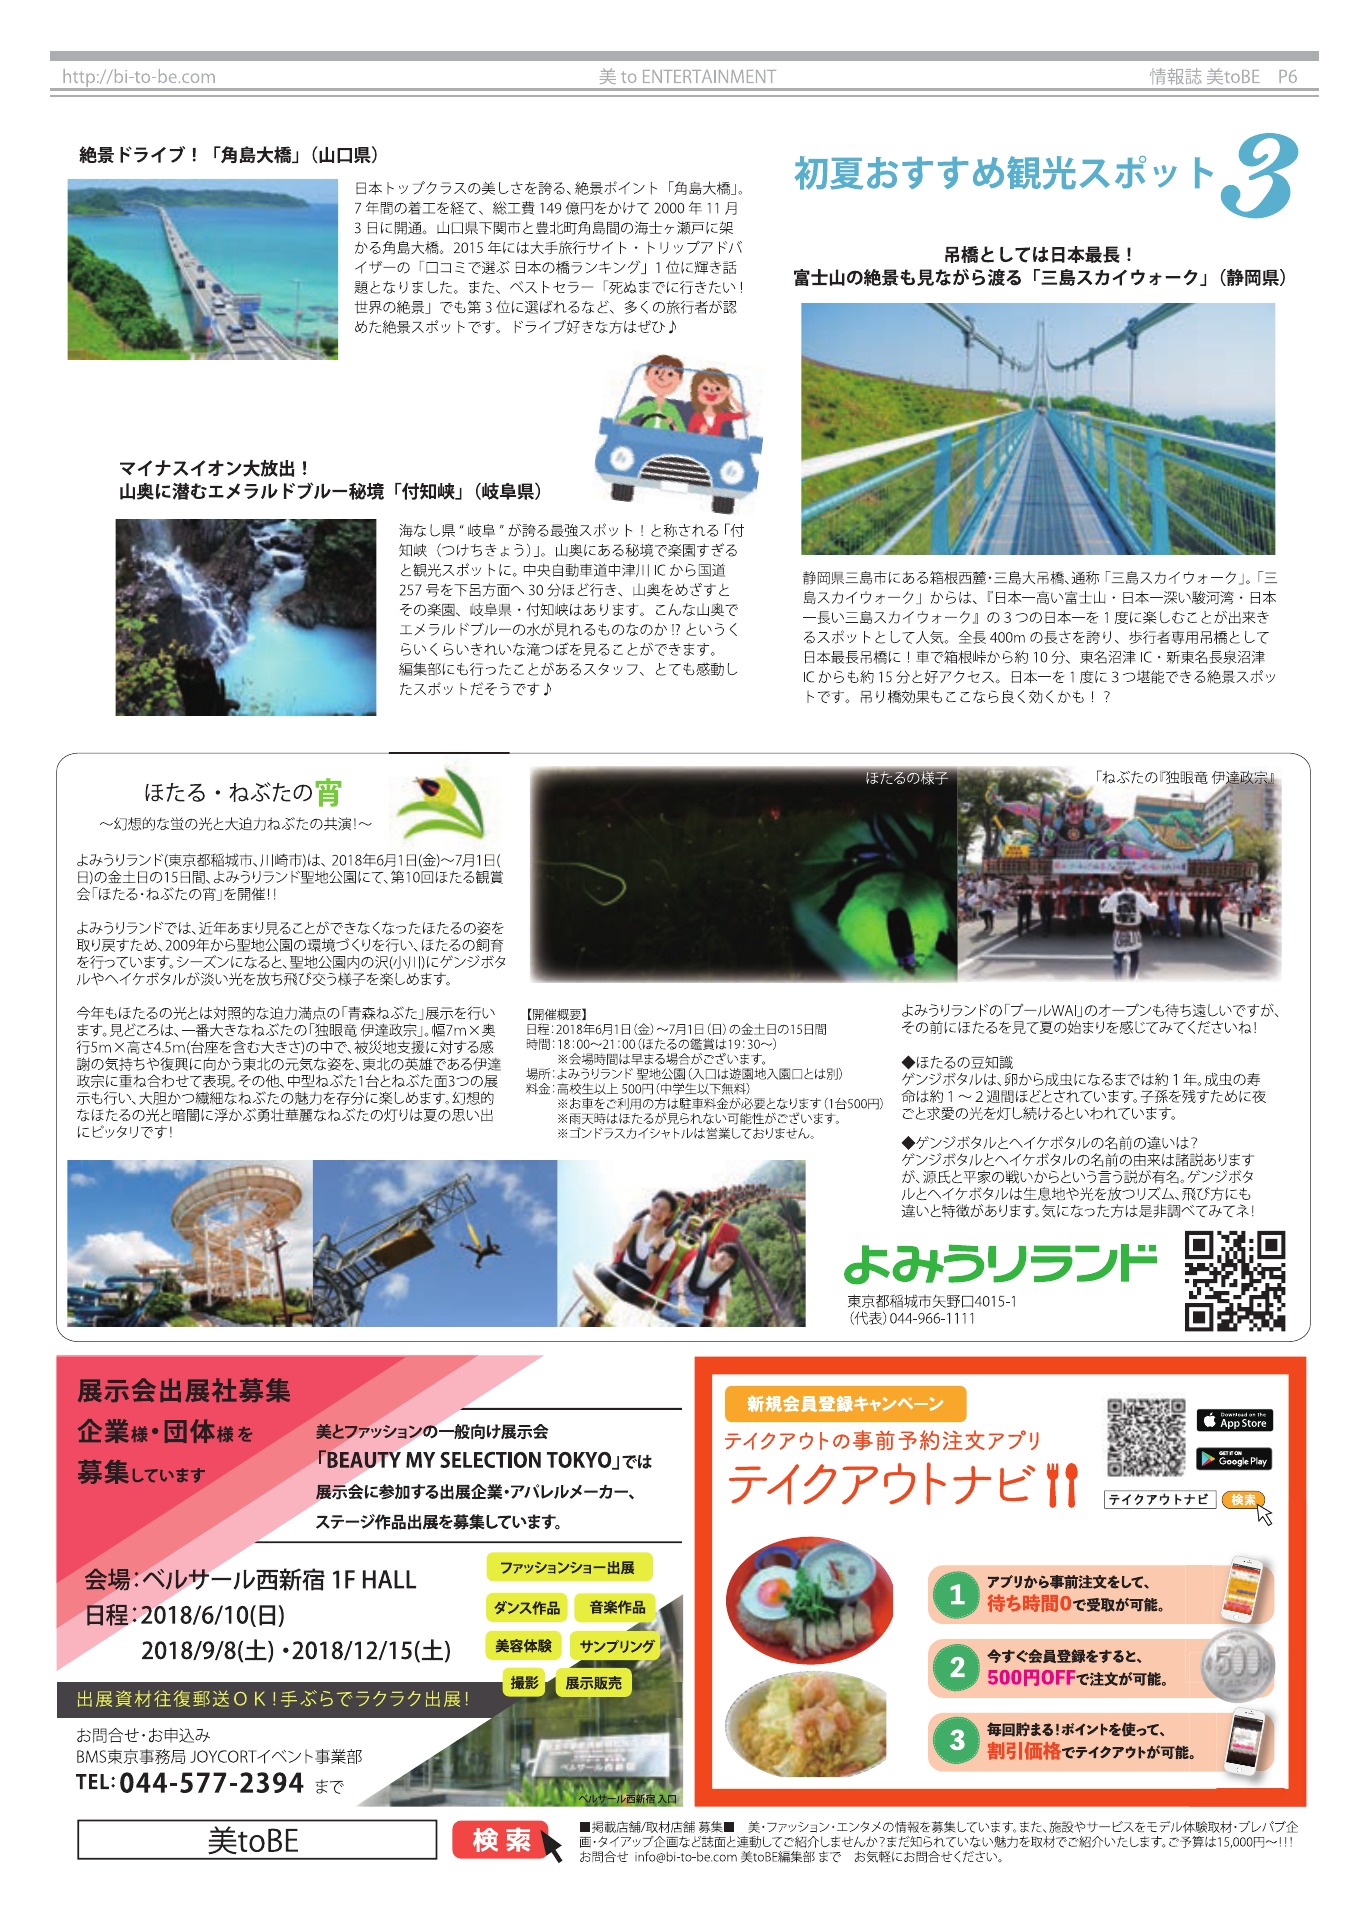 http://bi-to-be.com
美 to ENTERTAINMENT
情報誌 美toBE　P6
初夏おすすめ観光スポット3
絶景ドライブ！「角島大橋」（山口県）
日本トップクラスの美しさを誇る、絶景ポイント「角島大橋」。
7 年間の着工を経て、総工費 149 億円をかけて 2000 年 11 月
3 日に開通。山口県下関市と豊北町角島間の海士ヶ瀬戸に架
かる角島大橋。2015 年には大手旅行サイト・トリップアドバ
イザーの「口コミで選ぶ 日本の橋ランキング」1 位に輝き話
題となりました。また、ベストセラー「死ぬまでに行きたい！
世界の絶景」でも第 3 位に選ばれるなど、多くの旅行者が認
めた絶景スポットです。ドライブ好きな方はぜひ♪
マイナスイオン大放出！
山奥に潜むエメラルドブルー秘境「付知峡」（岐阜県）
海なし県 “ 岐阜 ” が誇る最強スポット！と称される「付
知峡（つけちきょう）」。山奥にある秘境で楽園すぎる
と観光スポットに。中央自動車道中津川 IC から国道
257 号を下呂方面へ 30 分ほど行き、山奥をめざすと
その楽園、岐阜県・付知峡はあります。こんな山奥で
エメラルドブルーの水が見れるものなのか !? というく
らいくらいきれいな滝つぼを見ることができます。
編集部にも行ったことがあるスタッフ、とても感動し
たスポットだそうです♪
吊橋としては日本最長！
富士山の絶景も見ながら渡る「三島スカイウォーク」（静岡県）
静岡県三島市にある箱根西麓･三島大吊橋、通称「三島スカイウォーク」。「三
島スカイウォーク」からは、『日本一高い富士山・日本一深い駿河湾・日本
一長い三島スカイウォーク』の 3 つの日本一を 1 度に楽しむことが出来き
るスポットとして人気。全長 400m の長さを誇り、歩行者専用吊橋として
日本最長吊橋に！車で箱根峠から約 10 分、東名沼津 IC・新東名長泉沼津
IC からも約 15 分と好アクセス。日本一を 1 度に 3 つ堪能できる絶景スポッ
トです。吊り橋効果もここなら良く効くかも！？
ほたる・ねぶたの宵
～幻想的な蛍の光と大迫力ねぶたの共演!～
よみうりランド(東京都稲城市、川崎市)は、2018年6月1日(金)～7月1日(
日)の金土日の15日間、よみうりランド聖地公園にて、第10回ほたる観賞
会「ほたる・ねぶたの宵」を開催!!
よみうりランドでは、近年あまり見ることができなくなったほたるの姿を
取り戻すため、2009年から聖地公園の環境づくりを行い、ほたるの飼育
を行っています。シーズンになると、聖地公園内の沢(小川)にゲンジボタ
ルやヘイケボタルが淡い光を放ち飛び交う様子を楽しめます。
今年もほたるの光とは対照的な迫力満点の「青森ねぶた」展示を行い
ます。見どころは、一番大きなねぶたの「独眼竜 伊達政宗」。幅7m×奥
行5m×高さ4.5m(台座を含む大きさ)の中で、被災地支援に対する感
謝の気持ちや復興に向かう東北の元気な姿を、東北の英雄である伊達
政宗に重ね合わせて表現。その他、中型ねぶた1台とねぶた面3つの展
示も行い、大胆かつ繊細なねぶたの魅力を存分に楽しめます。幻想的
なほたるの光と暗闇に浮かぶ勇壮華麗なねぶたの灯りは夏の思い出
にピッタリです!
ほたるの様子
「ねぶたの『独眼竜 伊達政宗』
【開催概要】
日程：2018年6月1日（金）～7月1日（日）の金土日の15日間
時間：18:00～21:00（ほたるの鑑賞は19:30～）
※会場時間は早まる場合がございます。
場所：よみうりランド 聖地公園（入口は遊園地入園口とは別）
料金：高校生以上 500円（中学生以下無料）
※お車をご利用の方は駐車料金が必要となります（1台500円）
※雨天時はほたるが見られない可能性がございます。
※ゴンドラスカイシャトルは営業しておりません。
よみうりランドの「プールWAI」のオープンも待ち遠しいですが、
その前にほたるを見て夏の始まりを感じてみてくださいね!
◆ほたるの豆知識
ゲンジボタルは、卵から成虫になるまでは約１年。成虫の寿
命は約１～２週間ほどとされています。子孫を残すために夜
ごと求愛の光を灯し続けるといわれています。
◆ゲンジボタルとヘイケボタルの名前の違いは？
ゲンジボタルとヘイケボタルの名前の由来は諸説あります
が、源氏と平家の戦いからという言う説が有名。ゲンジボタ
ルとヘイケボタルは生息地や光を放つリズム、飛び方にも
違いと特徴があります。気になった方は是非調べてみてネ!
よみうりランド
東京都稲城市矢野口4015-1
（代表）044-966-1111
展示会出展社募集
企業様・団体様を
募集しています
美とファッションの一般向け展示会
「BEAUTY MY SELECTION TOKYO」では
展示会に参加する出展企業・アパレルメーカー、
ステージ作品出展を募集しています。
会場：ベルサール西新宿 1F HALL
日程：2018/6/10(日)
2018/9/8(土)・2018/12/15(土)
ファッションショー出展
ダンス作品
音楽作品
美容体験
サンプリング
撮影
展示販売
出展資材往復郵送ＯＫ！手ぶらでラクラク出展！
お問合せ・お申込み
BMS東京事務局 JOYCORTイベント事業部
TEL：044-577-2394 まで
ベルサール西新宿
ベルサール西新宿 入口
新規会員登録キャンペーン
テイクアウトの事前予約注文アプリ
テイクアウトナビ
Download on the
App Store
GET IT ON
Google Play
テイクアウトナビ
検索
1
アプリから事前注文をして、
待ち時間0で受取が可能。
2
今すぐ会員登録をすると、
500円OFFで注文が可能。
500
3
毎回貯まる！ポイントを使って、
割引価格でテイクアウトが可能。
美toBE
検索
■掲載店舗/取材店舗 募集■　美・ファッション・エンタメの情報を募集しています。また、施設やサービスをモデル体験取材・プレパブ企
画・タイアップ企画など誌面と連動してご紹介しませんか？まだ知られていない魅力を取材でご紹介いたします。ご予算は15,000円～!!!
お問合せ info@bi-to-be.com 美toBE編集部 まで　お気軽にお問合せください。